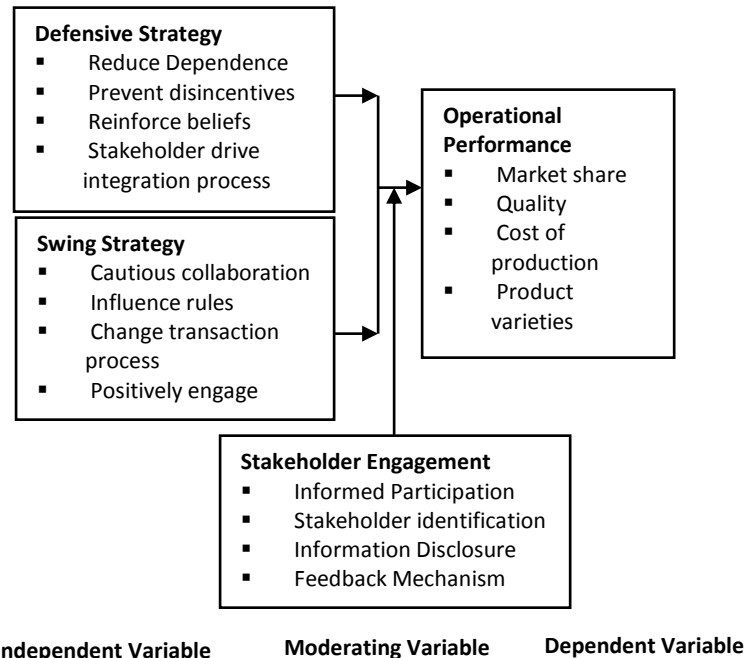 Defensive Strategy
▪ Reduce Dependence
▪ Prevent disincentives
▪ Reinforce beliefs
▪ Stakeholder drive
integration process
Swing Strategy
▪ Cautious collaboration
▪ Influence rules
▪ Change transaction
process
▪ Positively engage
Operational
Performance
▪ Market share
▪ Quality
▪ Cost of
production
▪ Product
varieties
Stakeholder Engagement
▪ Informed Participation
▪ Stakeholder identification
▪ Information Disclosure
▪ Feedback Mechanism
ndependent Variable
Moderating Variable
Dependent Variable